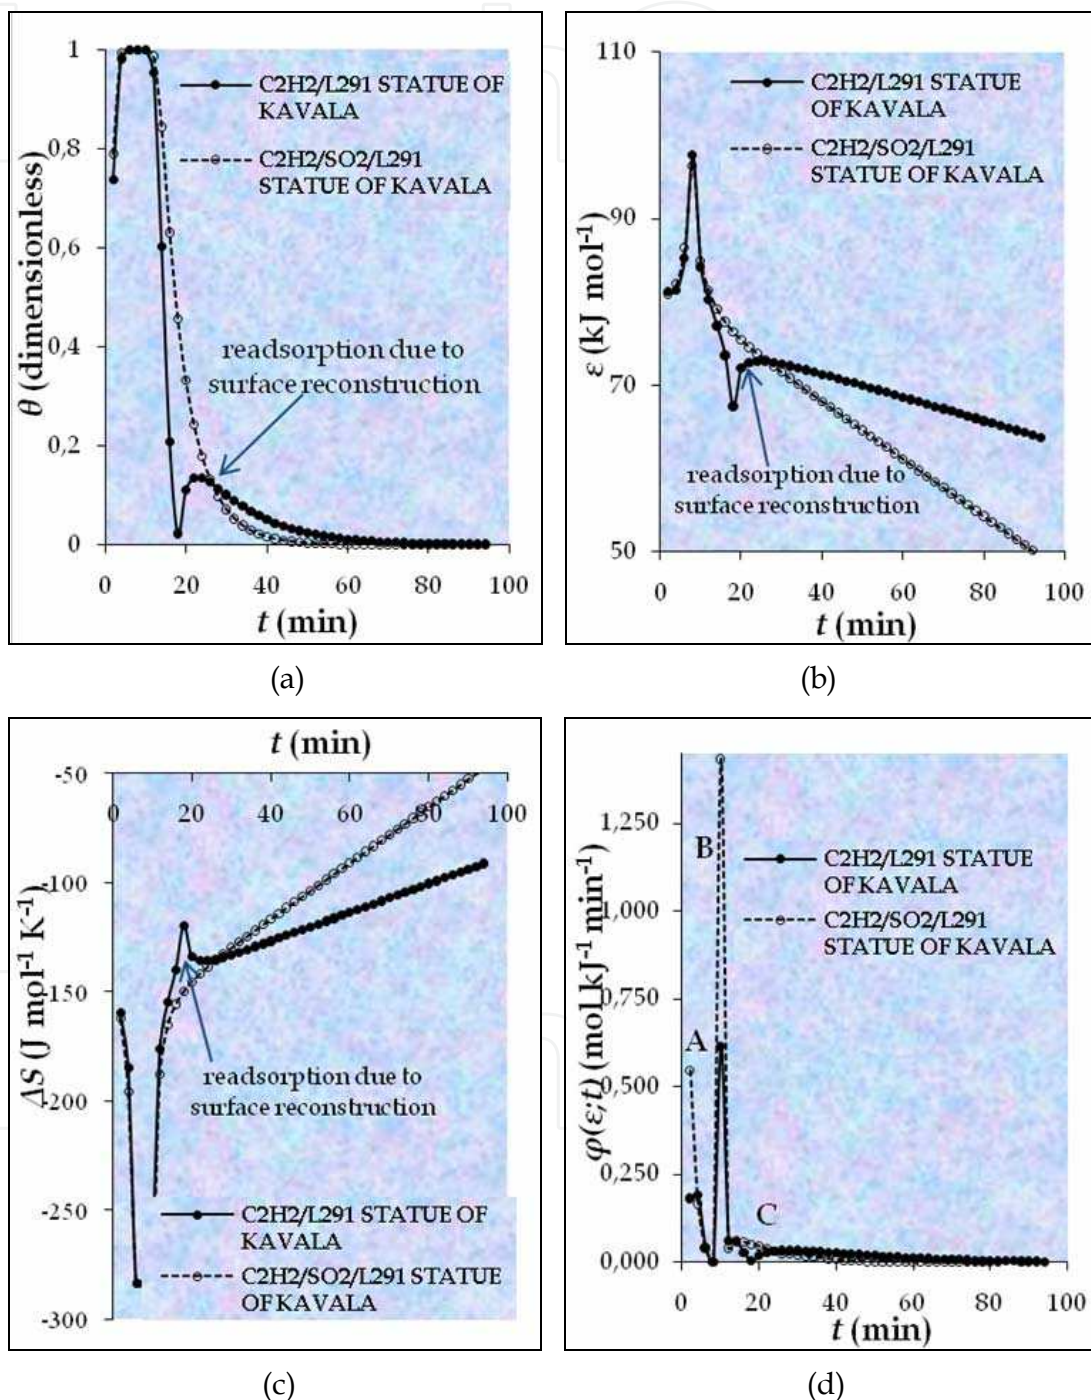 1
0,8
0,6
0,4
0,2
0
0 20 40 60 80 100
θ (dimensionless)
t (min)
C2H2/L291 STATUE OF
KAVALA
C2H2/SO2/L291
STATUE OF KAVALA
readsorption due to
surface reconstruction
(a)
110
90
70
50
0 20 40 60 80 100
ε (kJ mol⁻¹)
t (min)
C2H2/L291 STATUE
OF KAVALA
C2H2/SO2/L291
STATUE OF KAVALA
readsorption due to
surface reconstruction
(b)
t (min)
-50
0 20 40 60 80 100
-100
-150
-200
-250
-300
ΔS (J mol⁻¹ K⁻¹)
readsorption due to
surface reconstruction
C2H2/L291 STATUE OF
KAVALA
C2H2/SO2/L291 STATUE
OF KAVALA
(c)
1,250
1,000
0,750
0,500
0,250
0,000
0 20 40 60 80 100
φ(ε;t) (mol kJ⁻¹ min⁻¹)
t (min)
A
B
C
C2H2/L291 STATUE
OF KAVALA
C2H2/SO2/L291
STATUE OF KAVALA
(d)